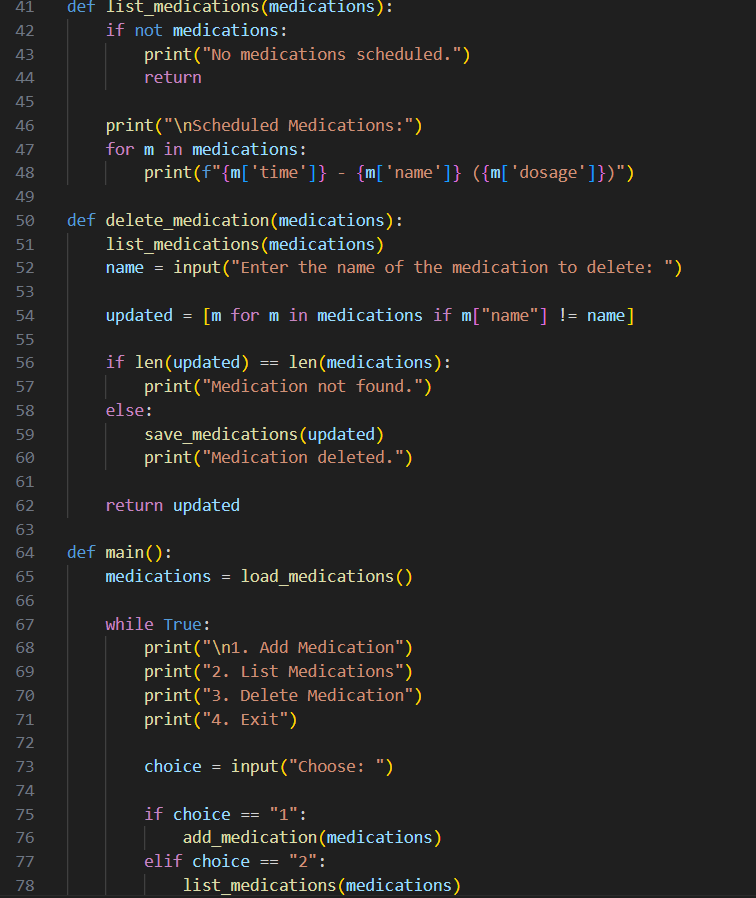 41 def list_medications(medications):
42     if not medications:
43         print("No medications scheduled.")
44         return
45
46     print("\nScheduled Medications:")
47     for m in medications:
48         print(f"{m['time']} - {m['name']} ({m['dosage']})")
49
50 def delete_medication(medications):
51     list_medications(medications)
52     name = input("Enter the name of the medication to delete: ")
53
54     updated = [m for m in medications if m["name"] != name]
55
56     if len(updated) == len(medications):
57         print("Medication not found.")
58     else:
59         save_medications(updated)
60         print("Medication deleted.")
61
62     return updated
63
64 def main():
65     medications = load_medications()
66
67     while True:
68         print("\n1. Add Medication")
69         print("2. List Medications")
70         print("3. Delete Medication")
71         print("4. Exit")
72
73         choice = input("Choose: ")
74
75         if choice == "1":
76             add_medication(medications)
77         elif choice == "2":
78             list_medications(medications)